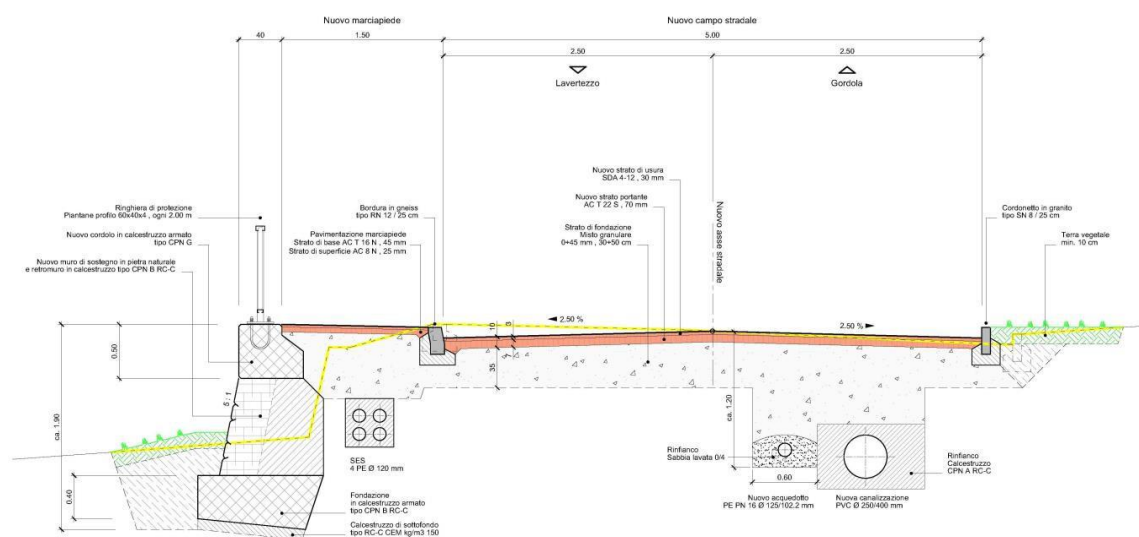 Nuovo marciapiede
Nuovo campo stradale
40
1.50
5.00
2.50
2.50
Lavertezzo
Gordola
Nuovo strato di usura
SDA 4-12 , 30 mm
Nuovo strato portante
AC T 22 S , 70 mm
Strato di fondazione
Misto granulare
0+45 mm , 30+50 cm
Nuovo asse stradale
Ringhiera di protezione
Piantane profilo 60x40x4 , ogni 2.00 m
Nuovo cordolo in calcestruzzo armato
tipo CPN G
Nuovo muro di sostegno in pietra naturale
e retromuro in calcestruzzo tipo CPN B RC-C
Bordura in gneiss
tipo RN 12 / 25 cm
Pavimentazione marciapiede
Strato di base AC T 16 N , 45 mm
Strato di superficie AC 8 N , 25 mm
Cordonetto in granito
tipo SN 8 / 25 cm
Terra vegetale
min. 10 cm
2.50 %
2.50 %
10
3
7
35
0.50
ca. 1.90
0.40
5 : 1
ca. 1.20
SES
4 PE Ø 120 mm
Rinfianco
Sabbia lavata 0/4
0.60
Rinfianco
Calcestruzzo
CPN A RC-C
Nuovo acquedotto
PE PN 16 Ø 125/102.2 mm
Nuova canalizzazione
PVC Ø 250/400 mm
Fondazione
in calcestruzzo armato
tipo CPN B RC-C
Calcestruzzo di sottofondo
tipo RC-C CEM kg/m3 150